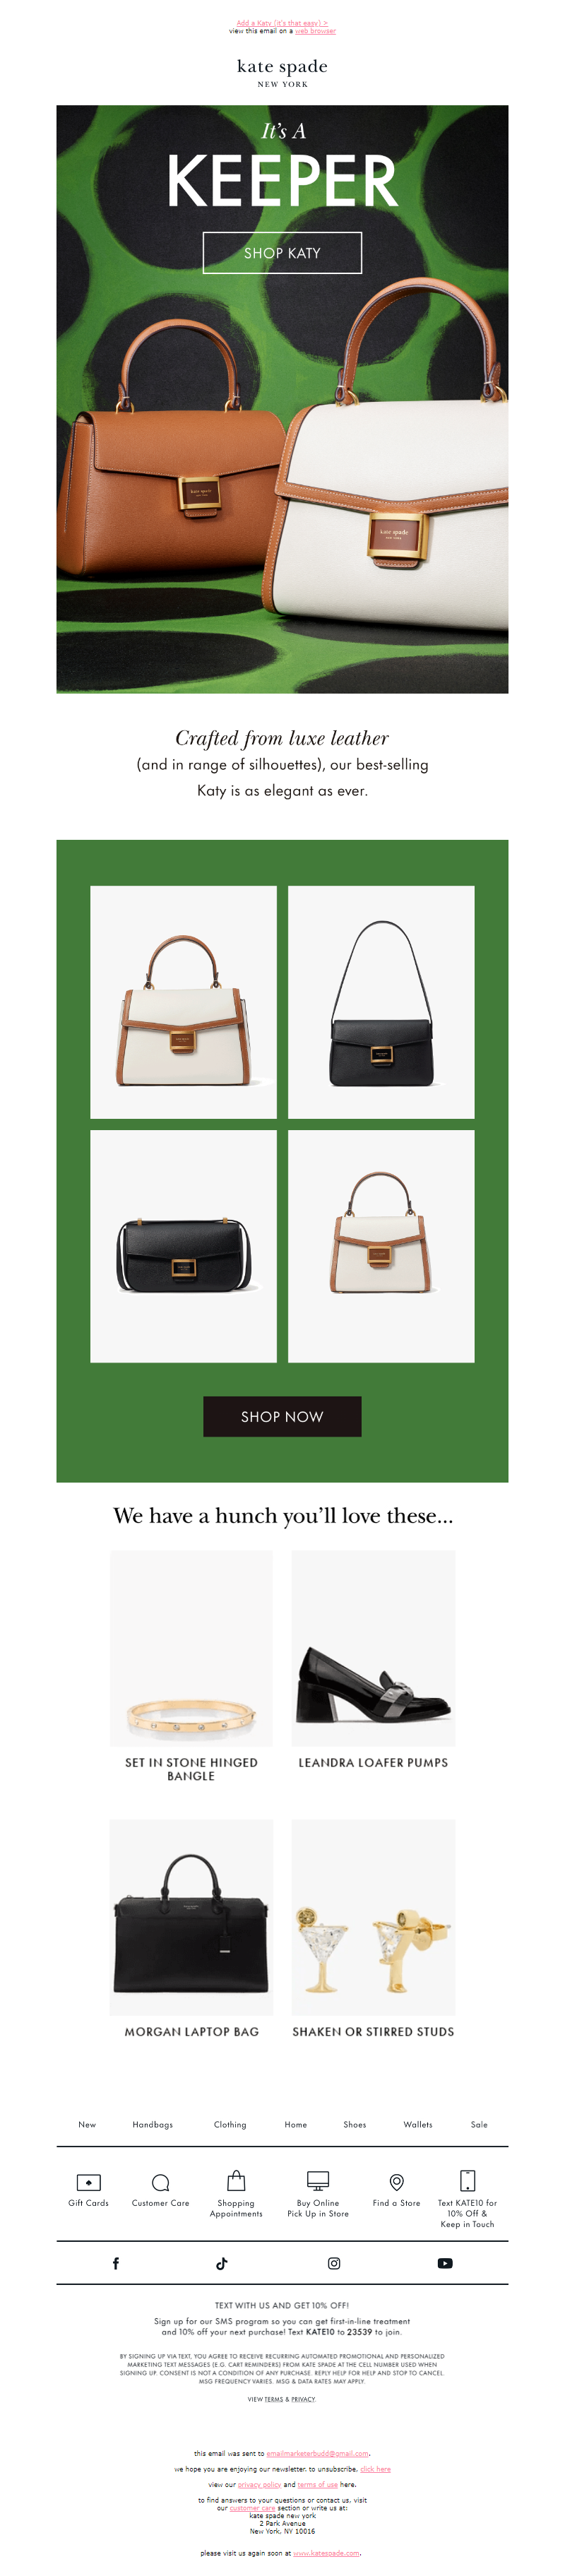 Add a Katy (it's that easy) >
view this email on a web browser
kate spade
NEW YORK
It's A
KEEPER
SHOP KATY
kate spade
NEW YORK
kate spade
NEW YORK
Crafted from luxe leather
(and in range of silhouettes), our best-selling
Katy is as elegant as ever.
SHOP NOW
We have a hunch you'll love these...
SET IN STONE HINGED
BANGLE
LEANDRA LOAFER PUMPS
MORGAN LAPTOP BAG
SHAKEN OR STIRRED STUDS
New Handbags Clothing Home Shoes Wallets Sale
Gift Cards
Customer Care
Shopping
Appointments
Buy Online
Pick Up in Store
Find a Store
Text KATE10 for
10% Off &
Keep in Touch
TEXT WITH US AND GET 10% OFF!
Sign up for our SMS program so you can get first-in-line treatment
and 10% off your next purchase! Text KATE10 to 23539 to join.
BY SIGNING UP VIA TEXT, YOU AGREE TO RECEIVE RECURRING AUTOMATED PROMOTIONAL AND PERSONALIZED
MARKETING TEXT MESSAGES (E.G. CART REMINDERS) FROM KATE SPADE AT THE CELL NUMBER USED WHEN
SIGNING UP. CONSENT IS NOT A CONDITION OF ANY PURCHASE. REPLY HELP FOR HELP AND STOP TO CANCEL.
MSG FREQUENCY VARIES. MSG & DATA RATES MAY APPLY.
VIEW TERMS & PRIVACY.
this email was sent to emailmarketerbudd@gmail.com.
we hope you are enjoying our newsletter. to unsubscribe, click here
view our privacy policy and terms of use here.
to find answers to your questions or contact us, visit
our customer care section or write us at:
kate spade new york
2 Park Avenue
New York, NY 10016
please visit us again soon at www.katespade.com.